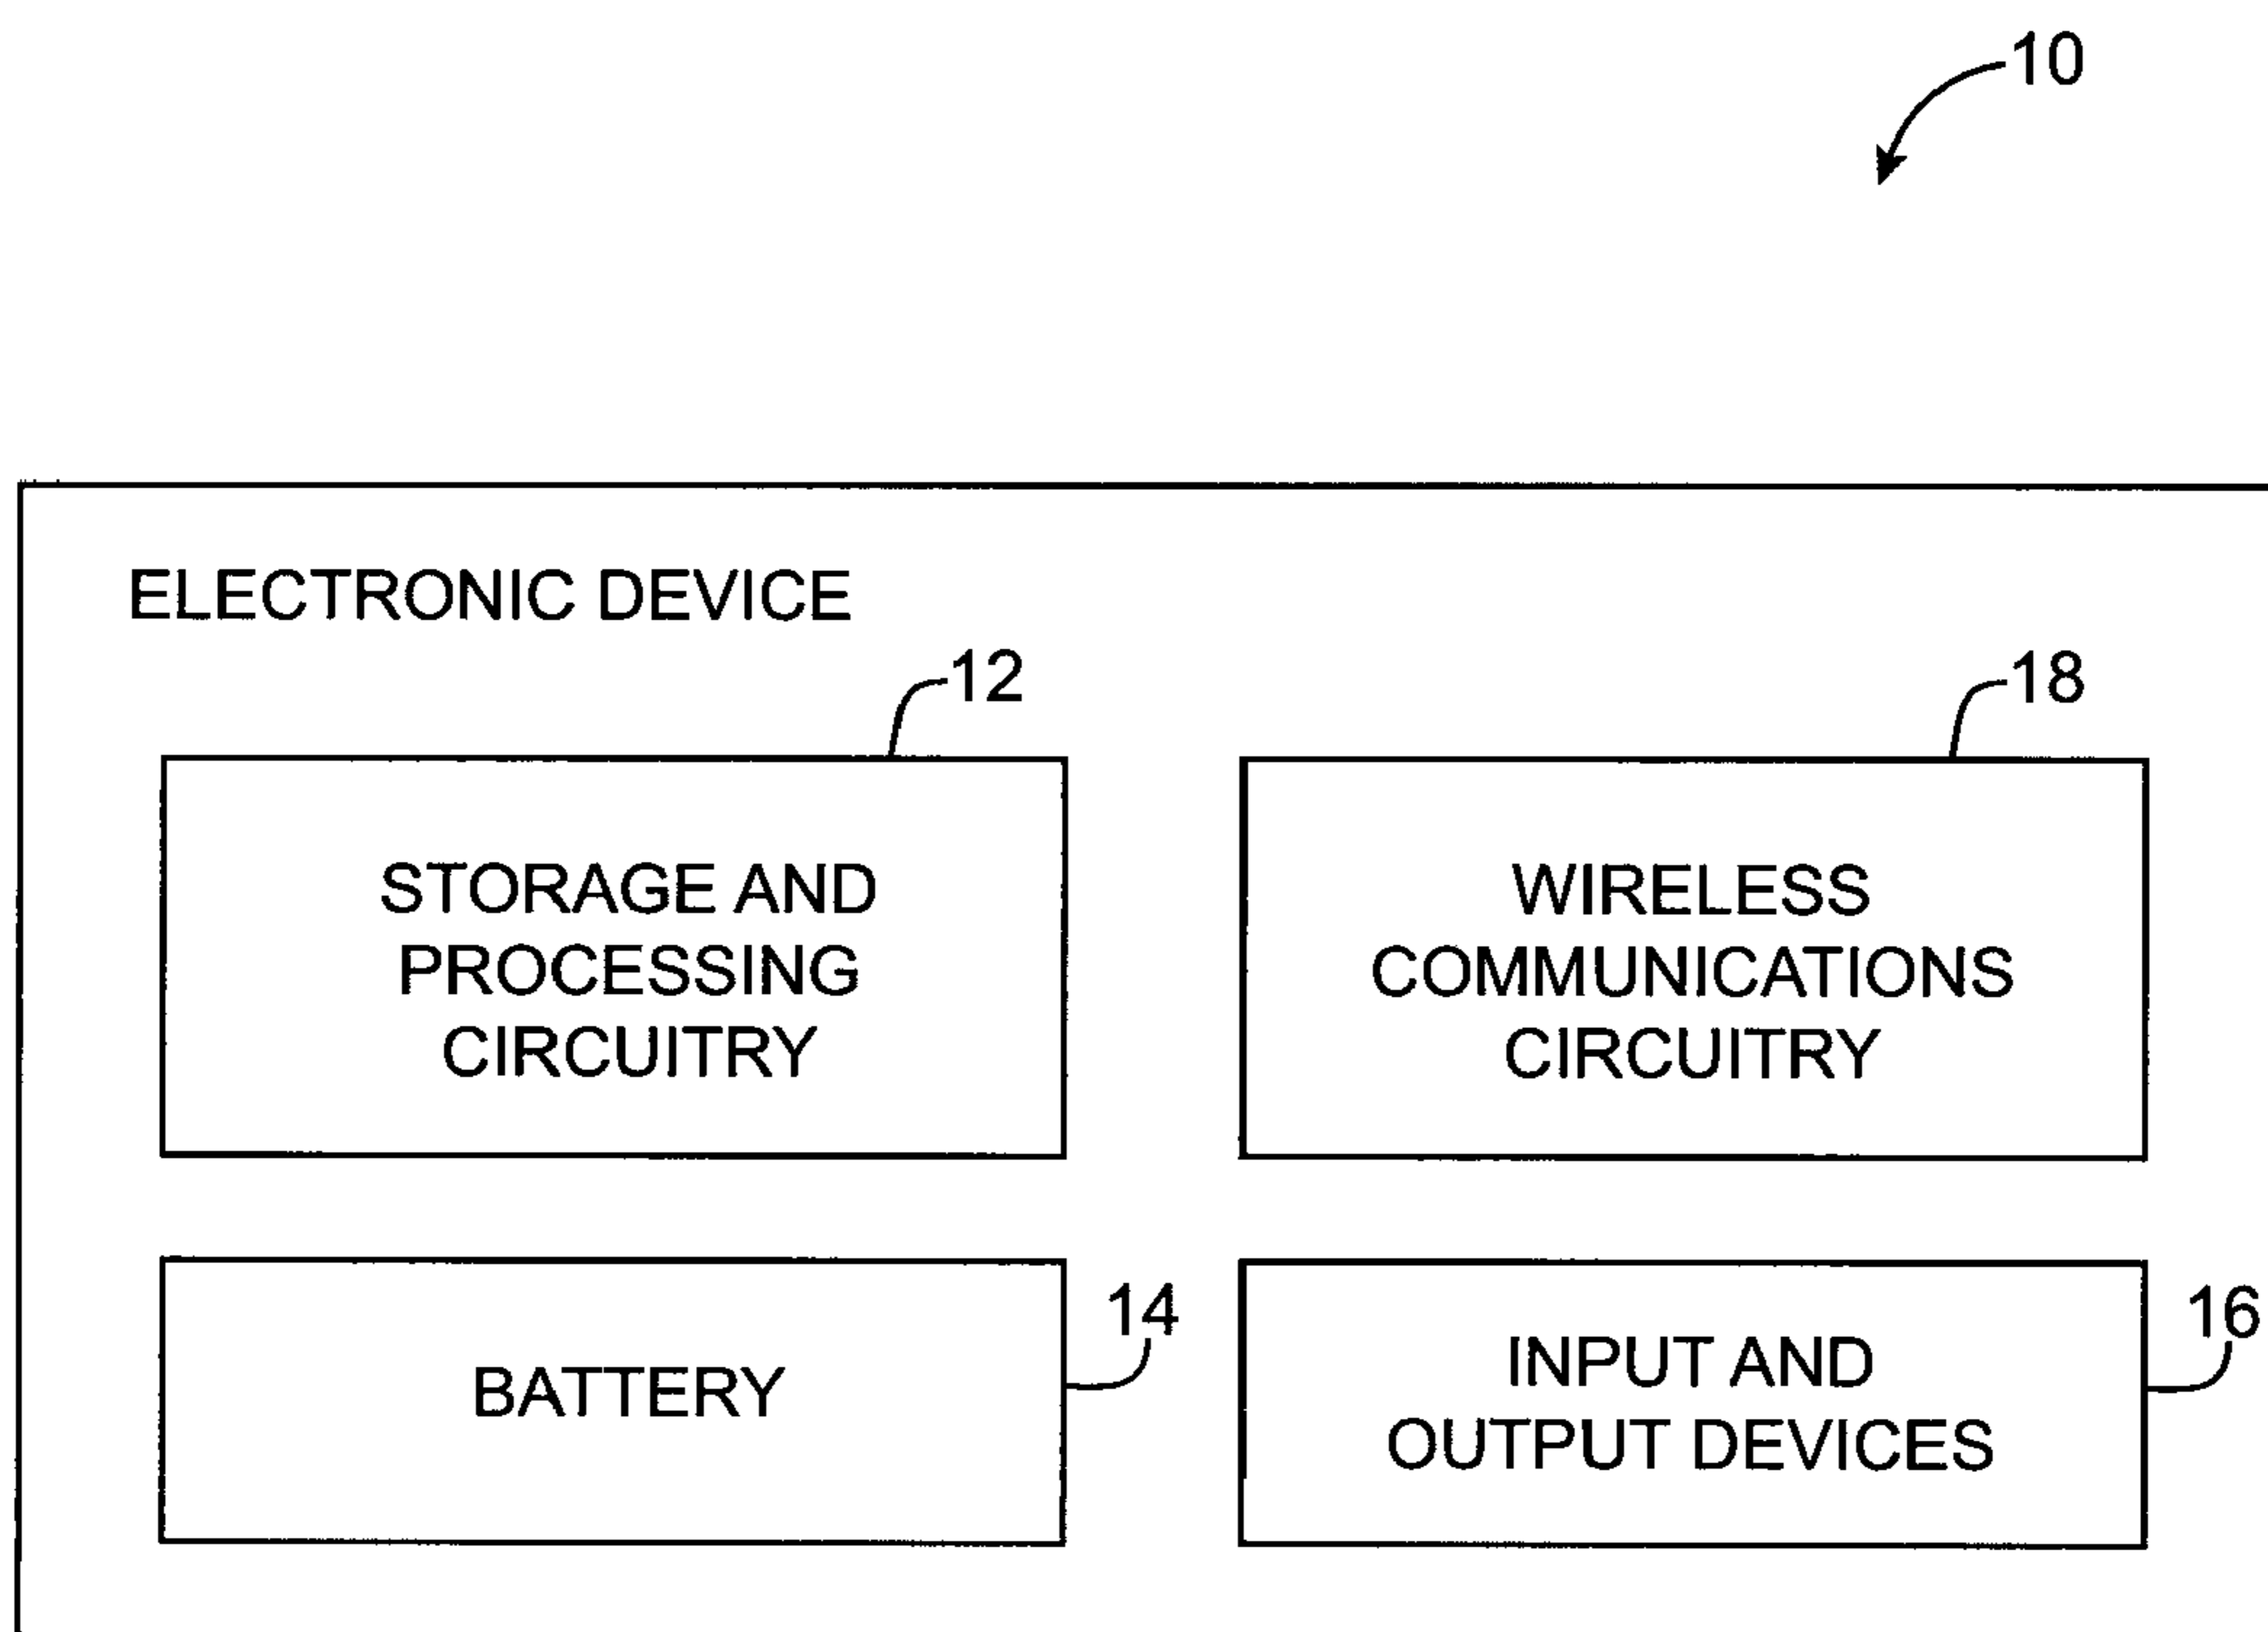 10
ELECTRONIC DEVICE
12
18
STORAGE AND
PROCESSING
CIRCUITRY
WIRELESS
COMMUNICATIONS
CIRCUITRY
14
BATTERY
16
INPUT AND
OUTPUT DEVICES